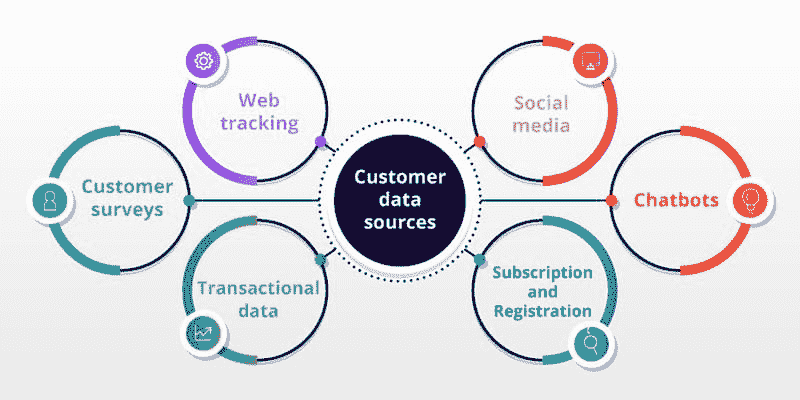 Web
tracking
Social
media
Customer
surveys
Customer
data
sources
Chatbots
Transactional
data
Subscription
and
Registration